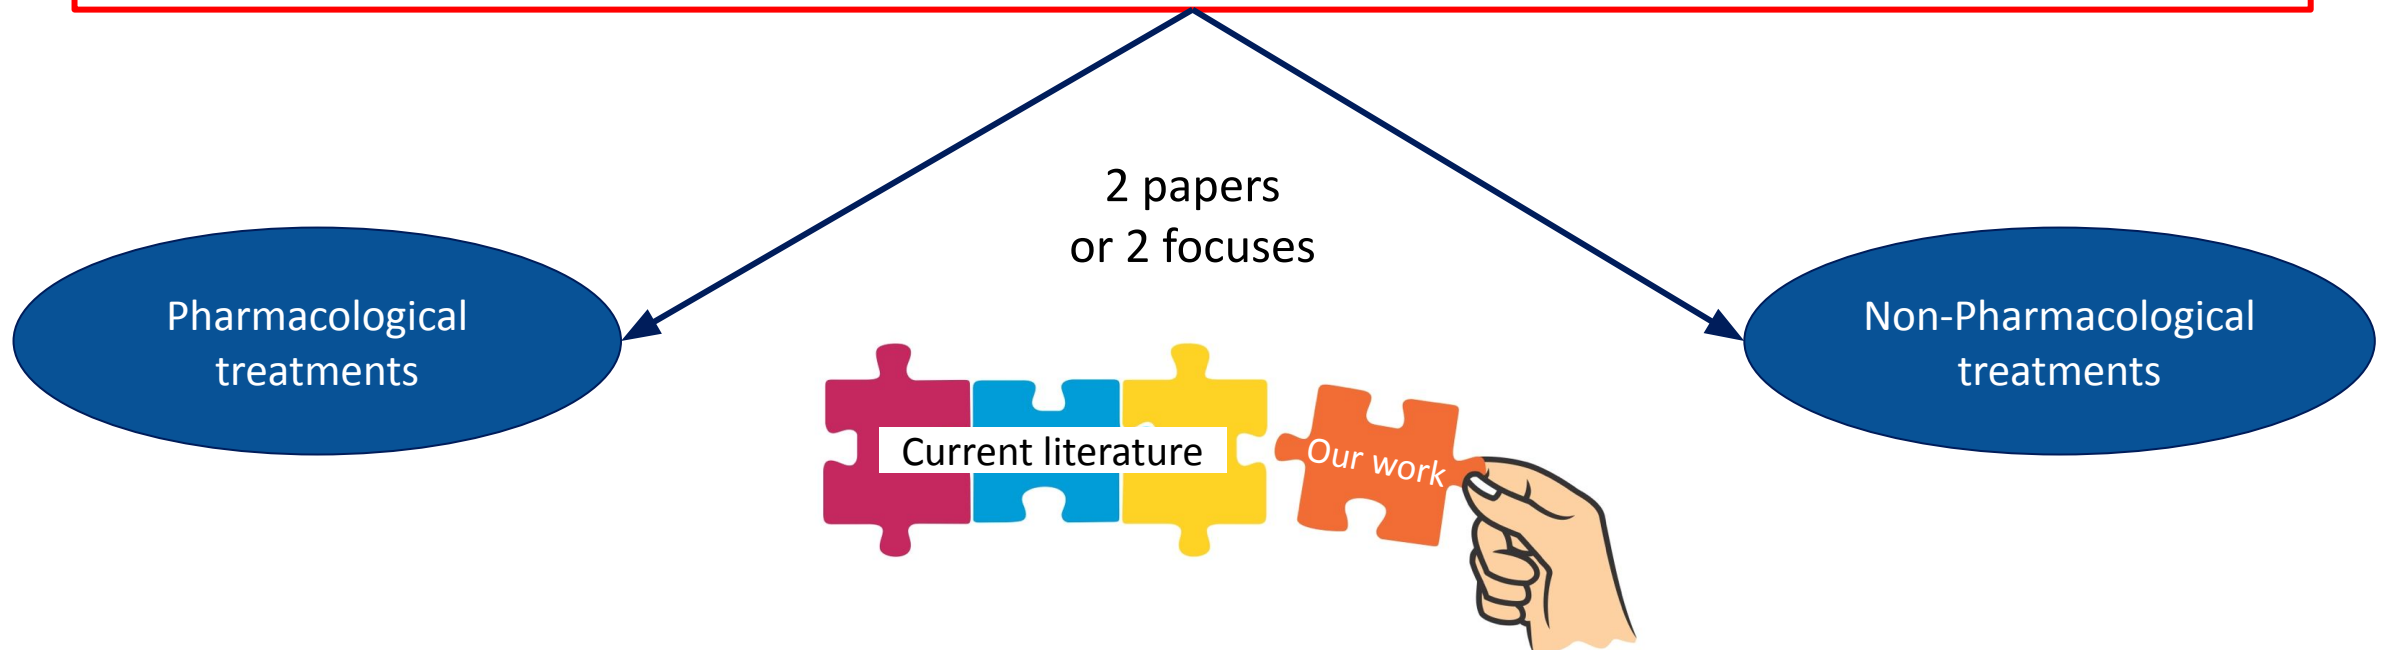 2 papers
or 2 focuses
Pharmacological
treatments
Non-Pharmacological
treatments
Current literature
Our work